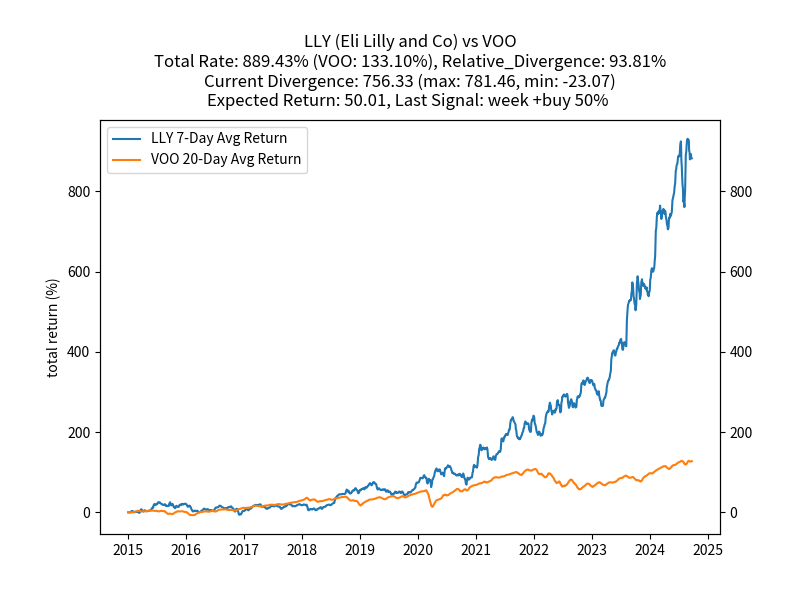 LLY (Eli Lilly and Co) vs VOO
Total Rate: 889.43% (VOO: 133.10%), Relative_Divergence: 93.81%
Current Divergence: 756.33 (max: 781.46, min: -23.07)
Expected Return: 50.01, Last Signal: week +buy 50%
LLY 7-Day Avg Return
VOO 20-Day Avg Return
total return (%)
800 800
600 600
400 400
200 200
0 0
2015 2016 2017 2018 2019 2020 2021 2022 2023 2024 2025